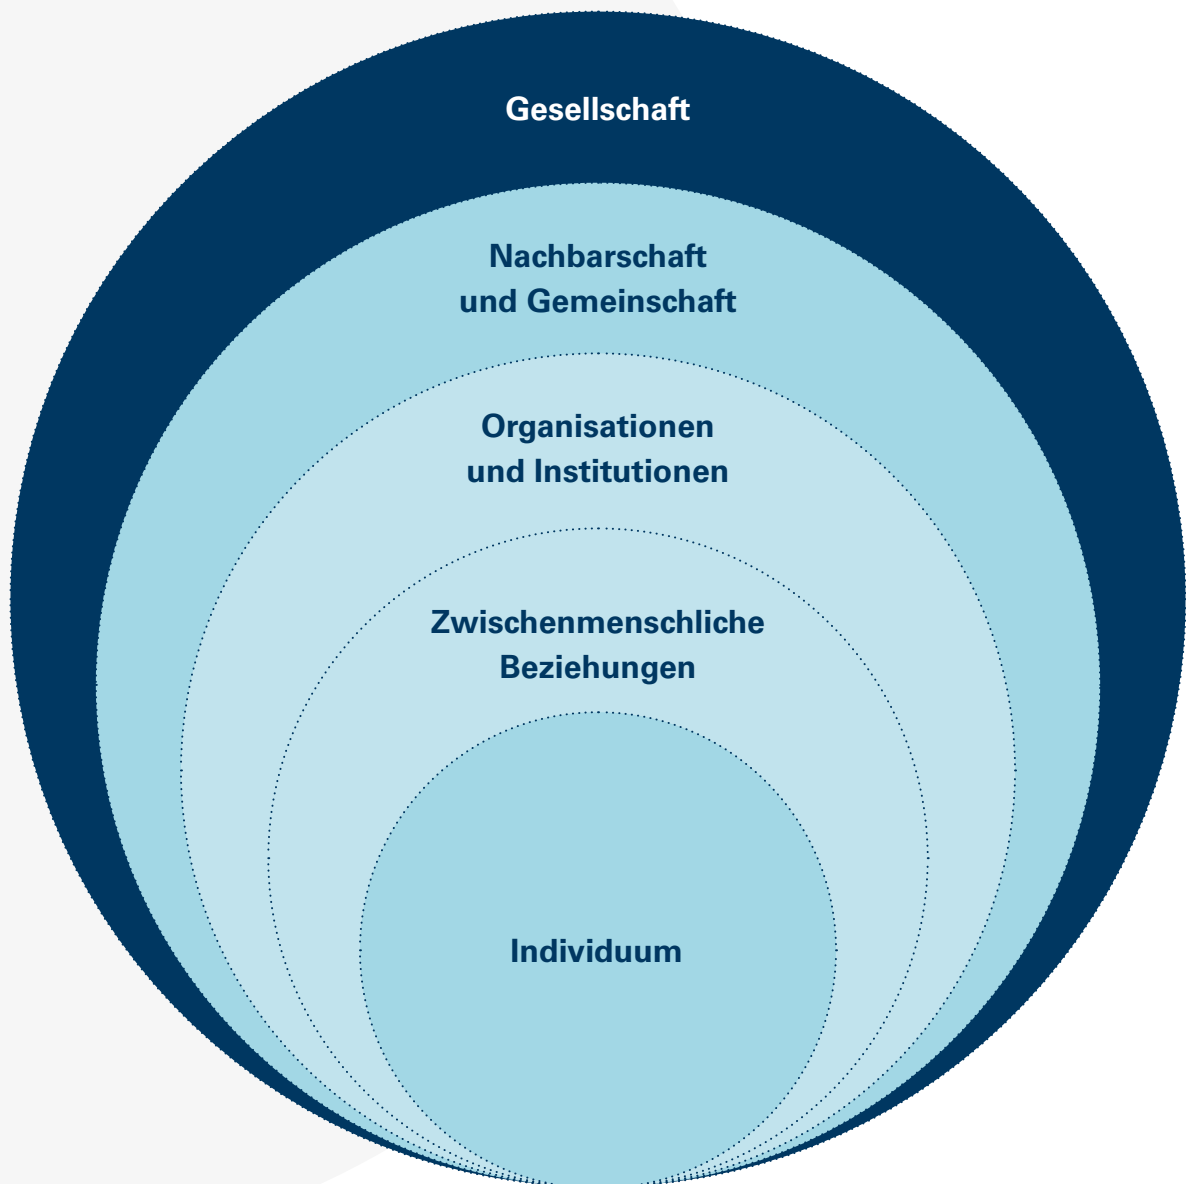 Gesellschaft
Nachbarschaft
und Gemeinschaft
Organisationen
und Institutionen
Zwischenmenschliche
Beziehungen
Individuum